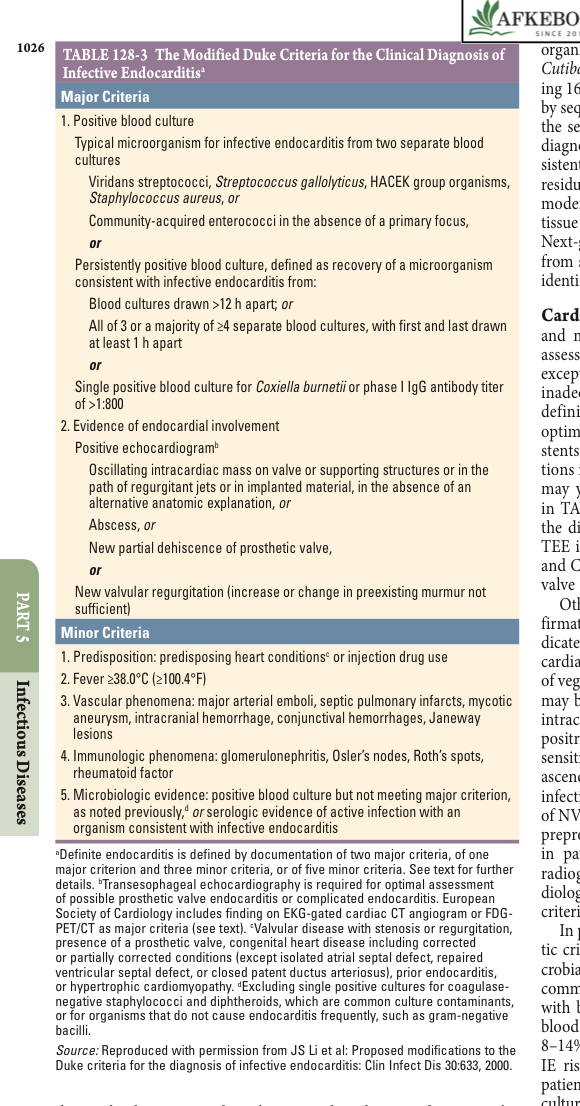 AFKEBO
SINCE 201
1026
TABLE 128-3 The Modified Duke Criteria for the Clinical Diagnosis of
Infective Endocarditisª
Major Criteria
1. Positive blood culture
Typical microorganism for infective endocarditis from two separate blood
cultures
Viridans streptococci, Streptococcus gallolyticus, HACEK group organisms,
Staphylococcus aureus, or
Community-acquired enterococci in the absence of a primary focus,
or
Persistently positive blood culture, defined as recovery of a microorganism
consistent with infective endocarditis from:
Blood cultures drawn >12 h apart; or
All of 3 or a majority of ≥4 separate blood cultures, with first and last drawn
at least 1 h apart
or
Single positive blood culture for Coxiella burnetii or phase I IgG antibody titer
of >1:800
2. Evidence of endocardial involvement
Positive echocardiogramᵇ
Oscillating intracardiac mass on valve or supporting structures or in the
path of regurgitant jets or in implanted material, in the absence of an
alternative anatomic explanation, or
Abscess, or
New partial dehiscence of prosthetic valve,
or
New valvular regurgitation (increase or change in preexisting murmur not
sufficient)
Minor Criteria
1. Predisposition: predisposing heart conditionsᶜ or injection drug use
2. Fever ≥38.0°C (≥100.4°F)
3. Vascular phenomena: major arterial emboli, septic pulmonary infarcts, mycotic
aneurysm, intracranial hemorrhage, conjunctival hemorrhages, Janeway
lesions
4. Immunologic phenomena: glomerulonephritis, Osler's nodes, Roth's spots,
rheumatoid factor
5. Microbiologic evidence: positive blood culture but not meeting major criterion,
as noted previously,ᵈ or serologic evidence of active infection with an
organism consistent with infective endocarditis
ªDefinite endocarditis is defined by documentation of two major criteria, of one
major criterion and three minor criteria, or of five minor criteria. See text for further
details. ᵇTransesophageal echocardiography is required for optimal assessment
of possible prosthetic valve endocarditis or complicated endocarditis. European
Society of Cardiology includes finding on EKG-gated cardiac CT angiogram or FDG-
PET/CT as major criteria (see text). ᶜValvular disease with stenosis or regurgitation,
presence of a prosthetic valve, congenital heart disease including corrected
or partially corrected conditions (except isolated atrial septal defect, repaired
ventricular septal defect, or closed patent ductus arteriosus), prior endocarditis,
or hypertrophic cardiomyopathy. ᵈExcluding single positive cultures for coagulase-
negative staphylococci and diphtheroids, which are common culture contaminants,
or for organisms that do not cause endocarditis frequently, such as gram-negative
bacilli.
Source: Reproduced with permission from JS Li et al: Proposed modifications to the
Duke criteria for the diagnosis of infective endocarditis: Clin Infect Dis 30:633, 2000.
PART 5
Infectious Diseases
organi
Cutiba
ing 16
by seq
the se
diagno
sistent
residu
moder
tissue
Next-g
from s
identi
Card
and n
assess
except
inadec
defini
optim
stents
tions i
may y
in TA
the di
TEE i
and C
valve
Oth
firmat
dicate
cardia
of veg
may b
intrac
positr
sensiti
ascend
infecti
of NV
prepro
in pat
radiog
diolog
criteri
In p
tic cri
crobia
comm
with b
blood
8–14%
IE ris
patien